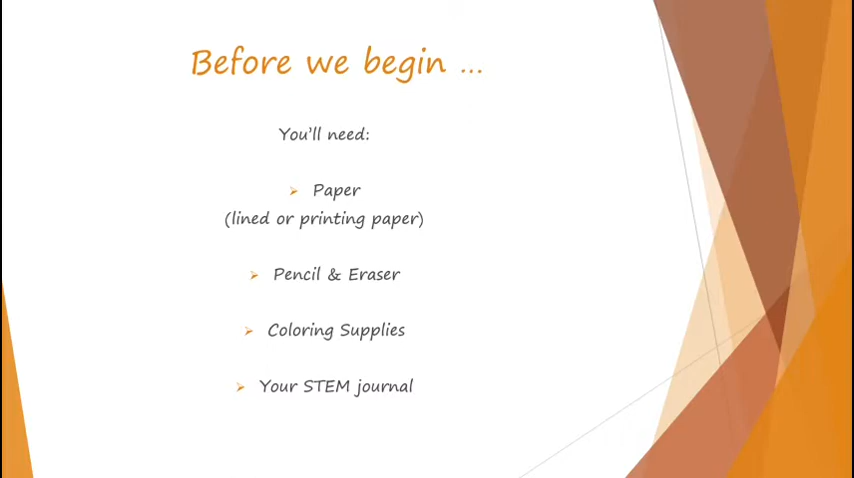 Before we begin ...
You'll need:
➢ Paper
(lined or printing paper)
➢ Pencil & Eraser
➢ Coloring Supplies
➢ Your STEM journal